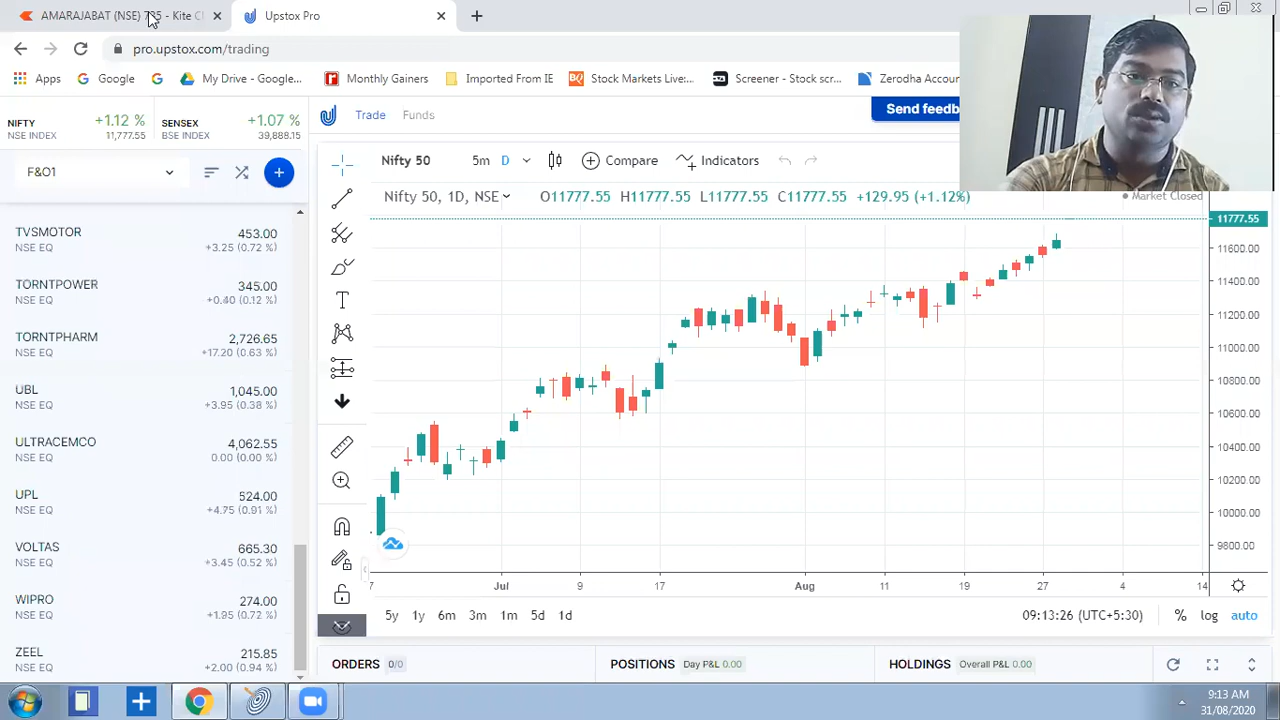 AMARAJABAT (NSE) 7 5 - Kite
Upstox Pro
pro.upstox.com/trading
Apps
Google
My Drive - Google...
Monthly Gainers
Imported From IE
Stock Markets Live:...
Screener - Stock scr...
Zerodha Accou
NIFTY +1.12 % SENSEX +1.07 %
NSE INDEX 11,777.55 BSE INDEX 39,888.15
Trade Funds Send feedb
F&O1
Nifty 50 5m D Compare Indicators
Nifty 50, 1D, NSE O11777.55 H11777.55 L11777.55 C11777.55 +129.95 (+1.12%) Market Closed
TVSMOTOR 453.00
NSE EQ +3.25 (0.72 %)
TORNTPOWER 345.00
NSE EQ +0.40 (0.12 %)
TORNTPHARM 2,726.65
NSE EQ +17.20 (0.63 %)
UBL 1,045.00
NSE EQ +3.95 (0.38 %)
ULTRACEMCO 4,062.55
NSE EQ 0.00 (0.00 %)
UPL 524.00
NSE EQ +4.75 (0.91 %)
VOLTAS 665.30
NSE EQ +3.45 (0.52 %)
WIPRO 274.00
NSE EQ +1.95 (0.72 %)
ZEEL 215.85
NSE EQ +2.00 (0.94 %)
11777.55
11600.00
11400.00
11200.00
11000.00
10800.00
10600.00
10400.00
10200.00
10000.00
9800.00
7 Jul 9 17 Aug 11 19 27 4 14
5y 1y 6m 3m 1m 5d 1d 09:13:26 (UTC+5:30) % log auto
ORDERS 0/0 POSITIONS Day P&L 0.00 HOLDINGS Overall P&L 0.00
9:13 AM
31/08/2020